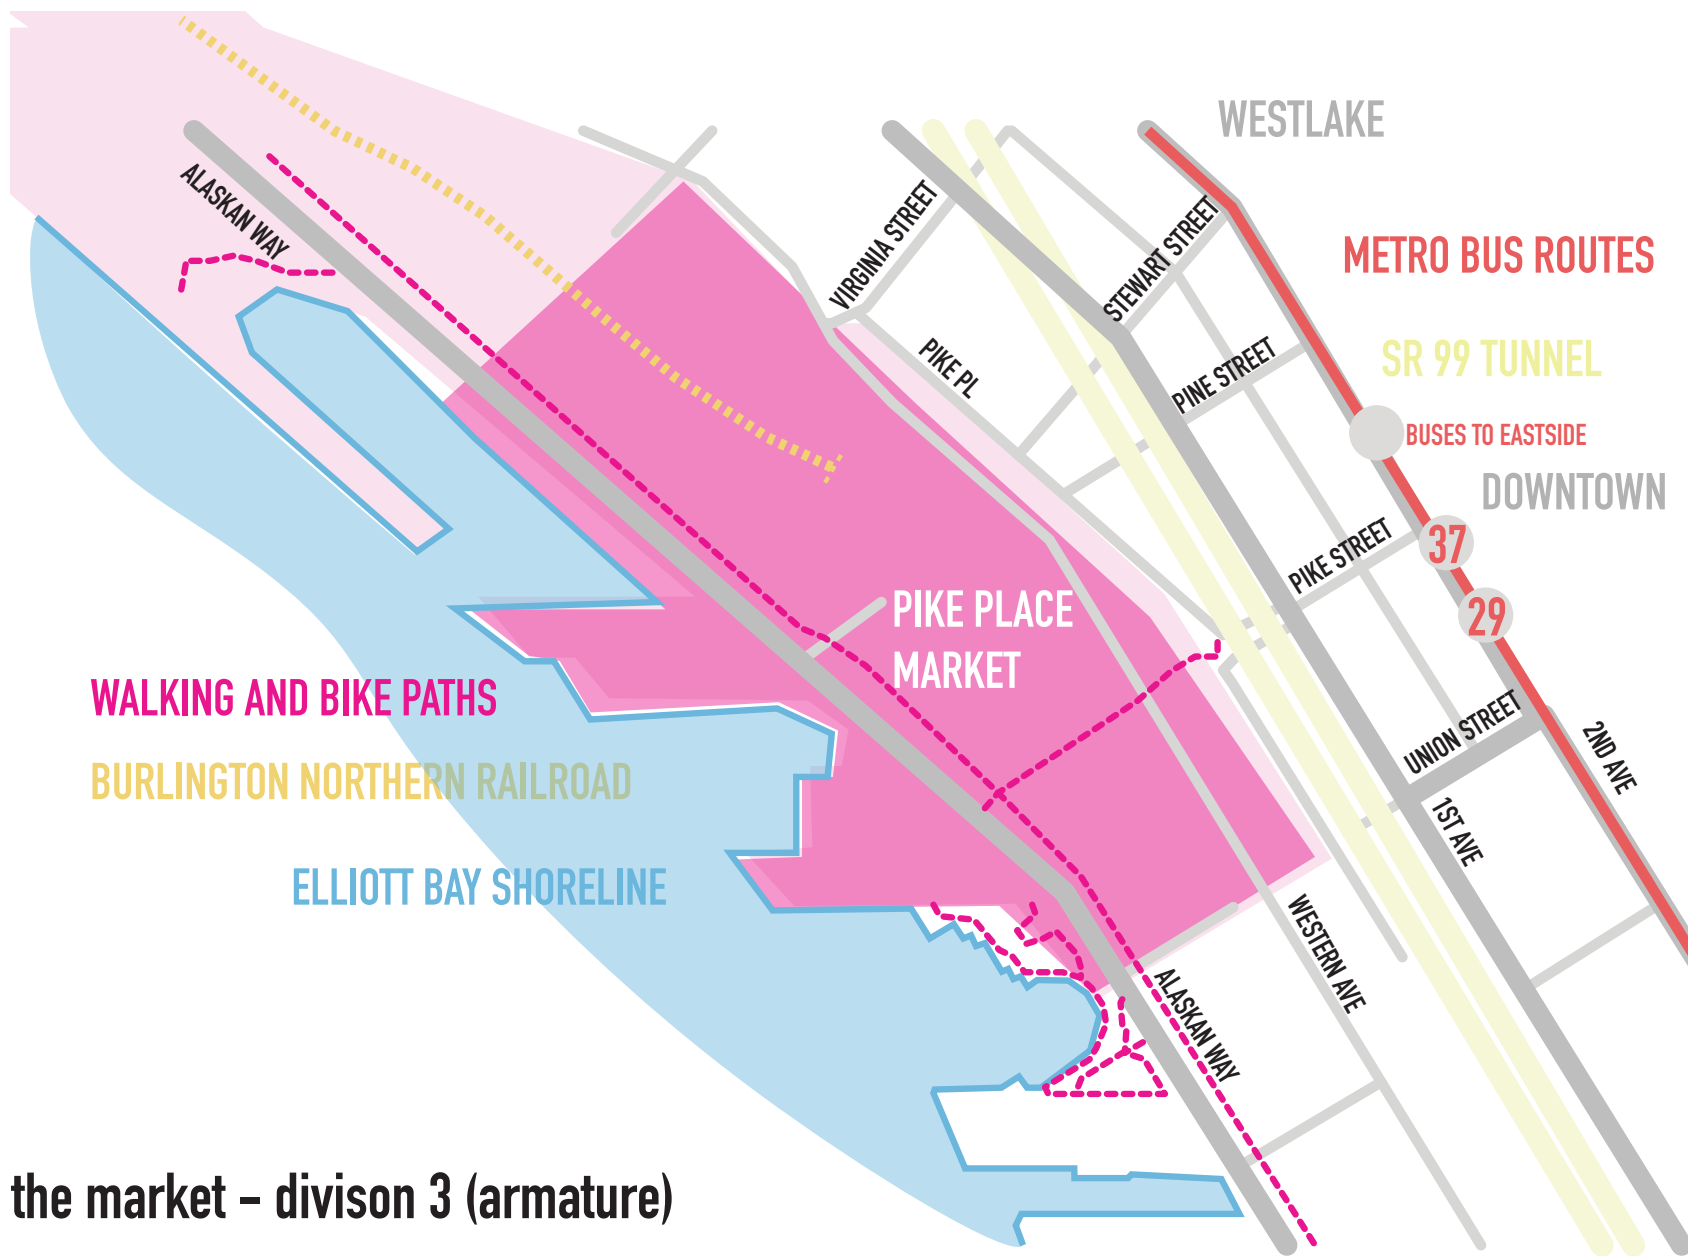 WESTLAKE
ALASKAN WAY
VIRGINIA STREET
STEWART STREET
METRO BUS ROUTES
PIKE PL
PINE STREET
SR 99 TUNNEL
BUSES TO EASTSIDE
DOWNTOWN
PIKE STREET
37
29
PIKE PLACE
MARKET
WALKING AND BIKE PATHS
BURLINGTON NORTHERN RAILROAD
UNION STREET
2ND AVE
1ST AVE
ELLIOTT BAY SHORELINE
WESTERN AVE
ALASKAN WAY
the market – divison 3 (armature)